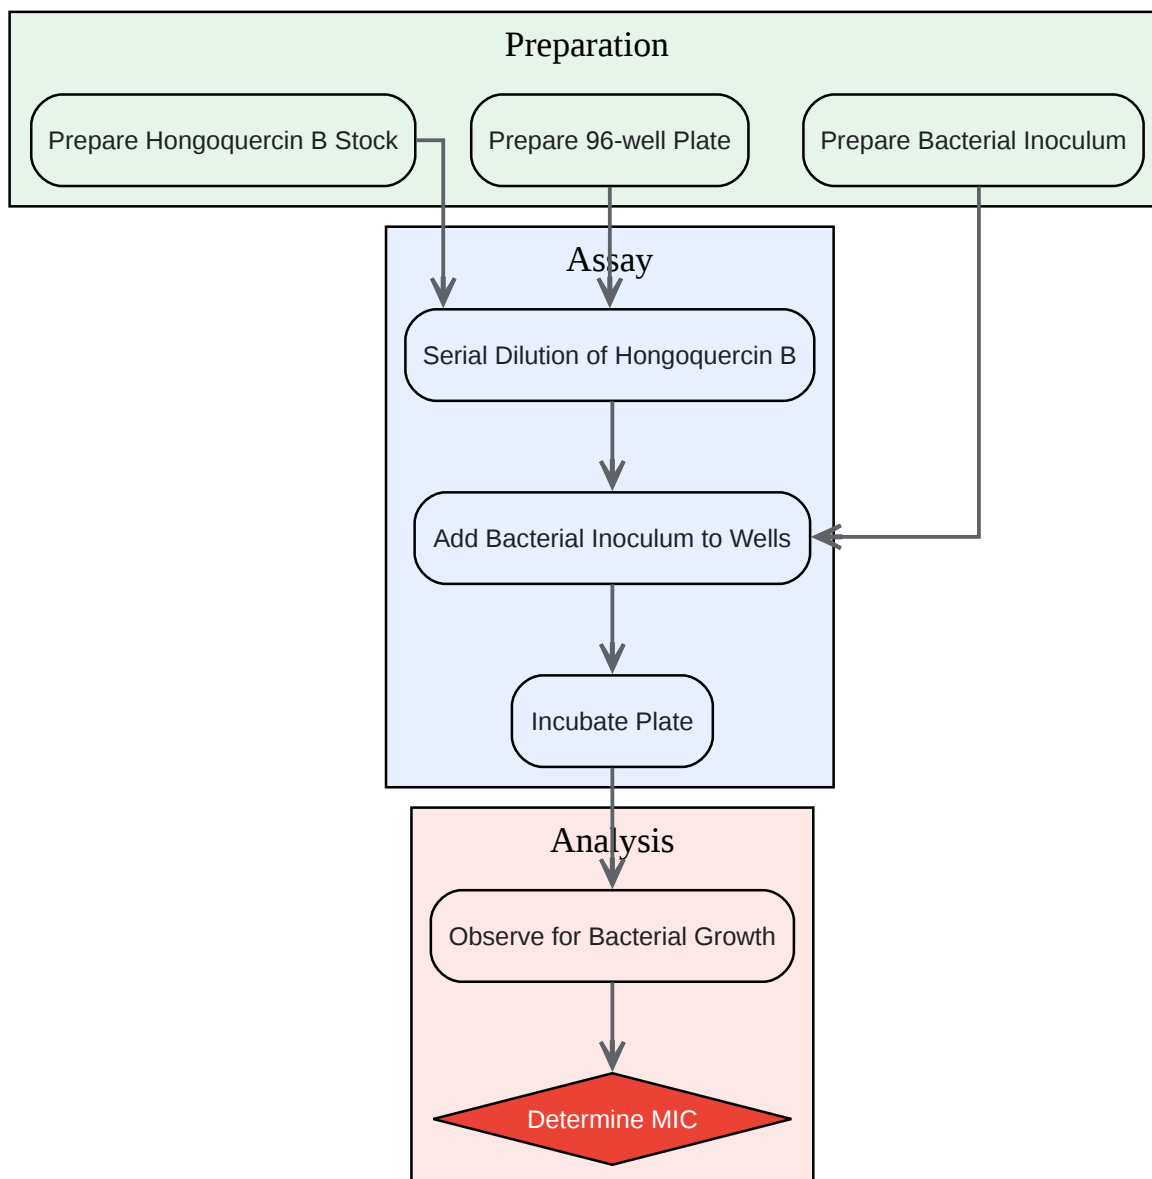 Preparation
Prepare Hongoquercin B Stock
Prepare 96-well Plate
Prepare Bacterial Inoculum
Assay
Serial Dilution of Hongoquercin B
Add Bacterial Inoculum to Wells
Incubate Plate
Analysis
Observe for Bacterial Growth
Determine MIC